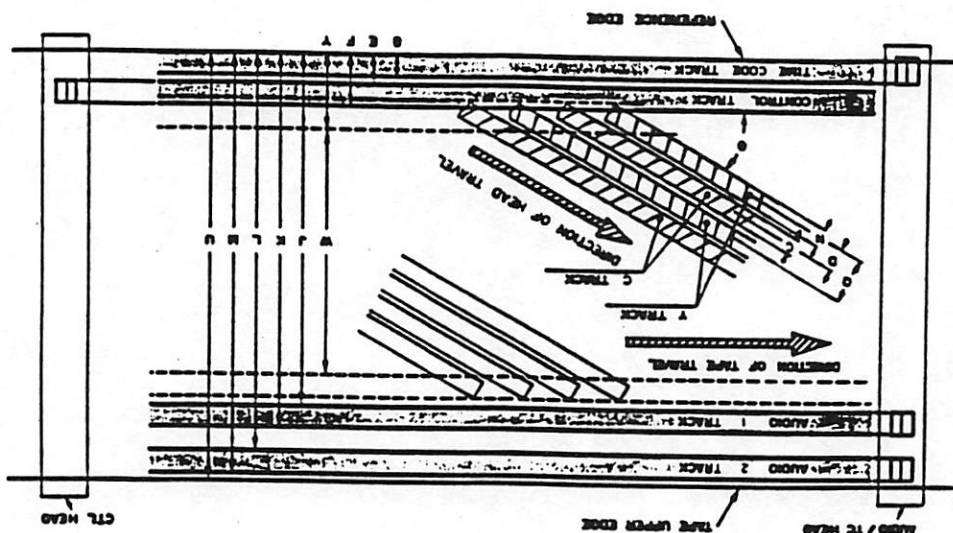 AUDIO / TC HEAD
TAPE UPPER EDGE
CTL HEAD
AUDIO 2 TRACK
AUDIO 1 TRACK
DIRECTION OF TAPE TRAVEL
Y TRACK
C TRACK
DIRECTION OF HEAD TRAVEL
W J K L M U
CONTROL TRACK
TIME CODE TRACK
B E F Y
REFERENCE EDGE